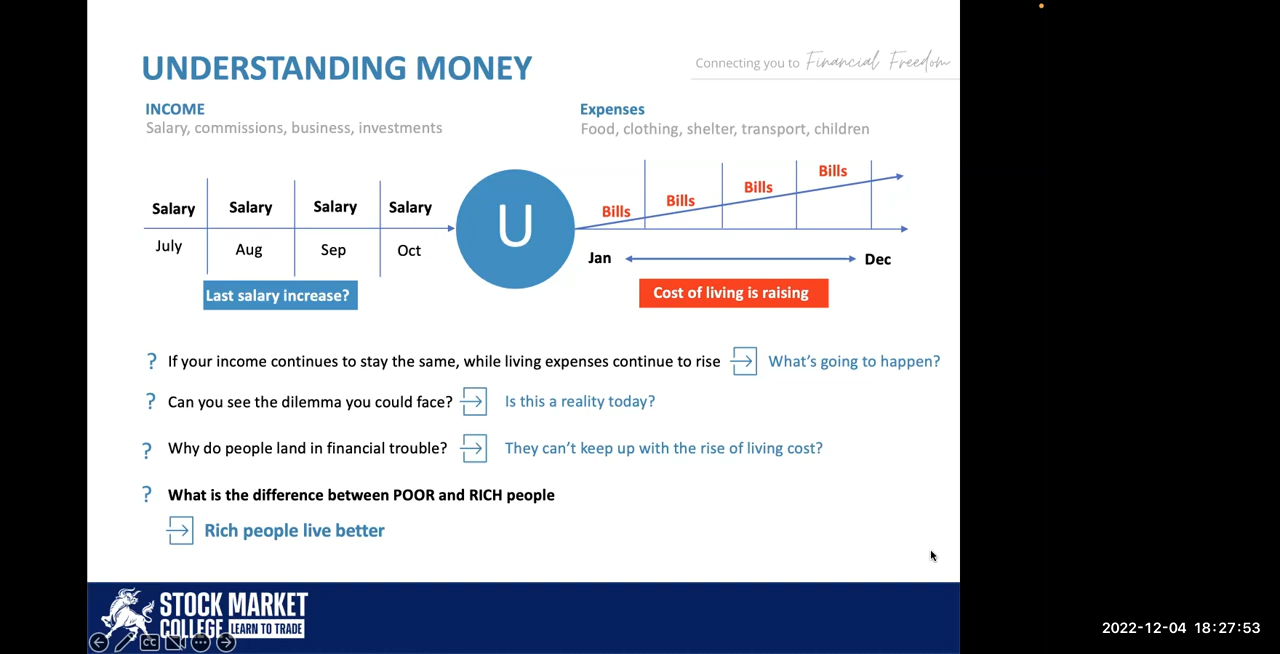 UNDERSTANDING MONEY
Connecting you to Financial Freedom
INCOME
Salary, commissions, business, investments
Expenses
Food, clothing, shelter, transport, children
Salary Salary Salary Salary
July Aug Sep Oct
Last salary increase?
U
Bills Bills Bills Bills
Jan Dec
Cost of living is raising
? If your income continues to stay the same, while living expenses continue to rise What's going to happen?
? Can you see the dilemma you could face? Is this a reality today?
? Why do people land in financial trouble? They can't keep up with the rise of living cost?
? What is the difference between POOR and RICH people
Rich people live better
STOCK MARKET
COLLEGE LEARN TO TRADE
CC
2022-12-04 18:27:53